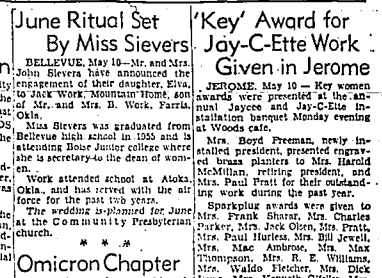 June Ritual Set
By Miss Sievers
BELLEVUE, May 10—Mr. and Mrs.
John Sievers have announced the
engagement of their daughter, Elva,
to Jack Work, Mountain Home, son
of Mr. and Mrs. B. Work, Farris,
Okla.
Miss Sievers was graduated from
Bellevue high school in 1955 and is
attending Boise Junior college where
she is secretary to the dean of wom-
en.
Work attended school at Atoka,
Okla., and has served with the air
force for the past two years.
The wedding is planned for June
at the Community Presbyterian
church.
* * *
Omicron Chapter
'Key' Award for
Jay-C-Ette Work
Given in Jerome
JEROME, May 10 — Key women
awards were presented at the an-
nual Jaycee and Jay-C-Ette in-
stallation banquet Monday evening
at Woods cafe.
Mrs. Boyd Freeman, newly in-
stalled president, presented engrav-
ed brass planters to Mrs. Harold
McMillan, retiring president, and
Mrs. Paul Pratt for their outstand-
ing work during the past year.
Sparkplug awards were given to
Mrs. Frank Sharar, Mrs. Charles
Parker, Mrs. Jack Olsen, Mrs. Pratt,
Mrs. Paul Hurless, Mrs. Bill Jewell,
Mrs. Max Ambrose, Mrs. Max
Thompson, Mrs. R. E. Williams,
Mrs. Waldo Fletcher, Mrs. Dick